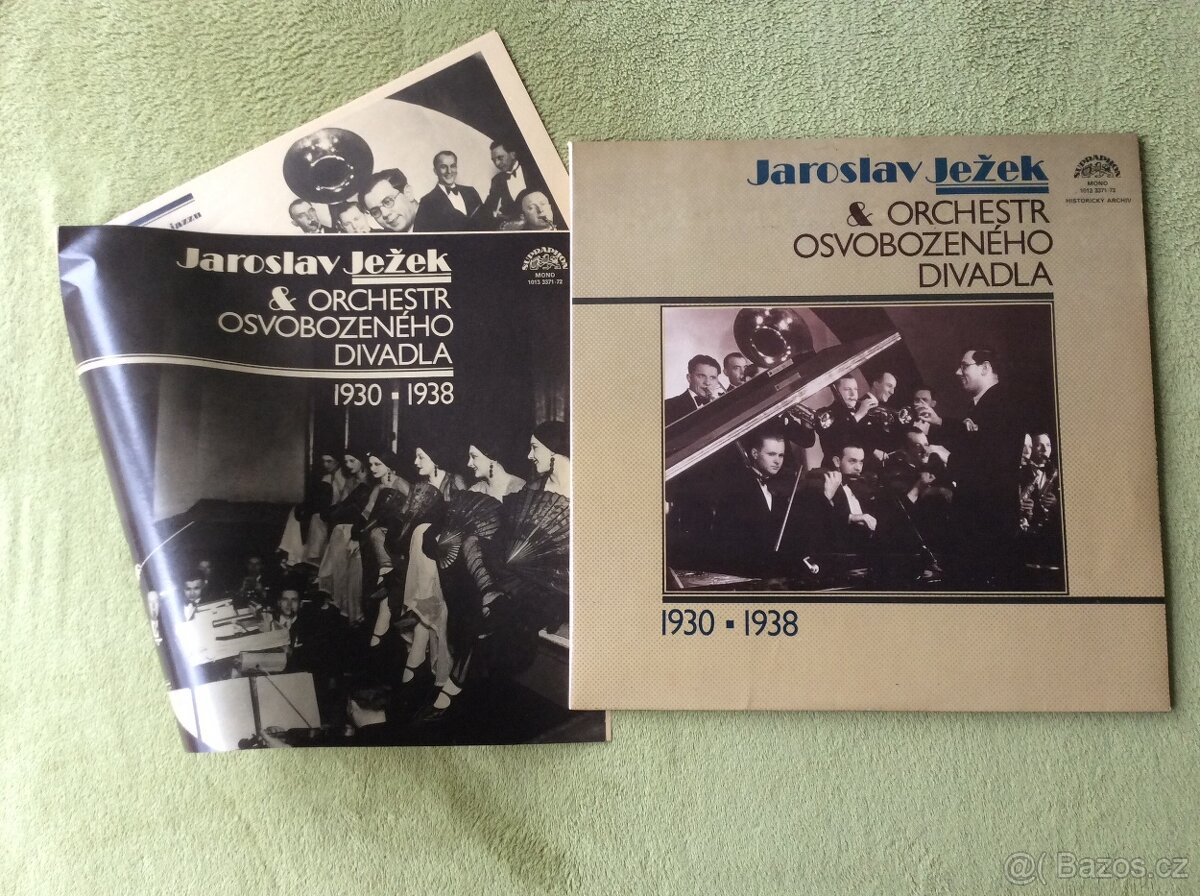 Jaroslav Ježek
& ORCHESTR
OSVOBOZENÉHO
DIVADLA
1930 ▪ 1938
SUPRAPHON
MONO
1013 3371-72
Jaroslav Ježek
& ORCHESTR
OSVOBOZENÉHO
DIVADLA
1930 ▪ 1938
SUPRAPHON
MONO
1013 3371-72
HISTORICKÝ ARCHIV
@( Bazos.cz